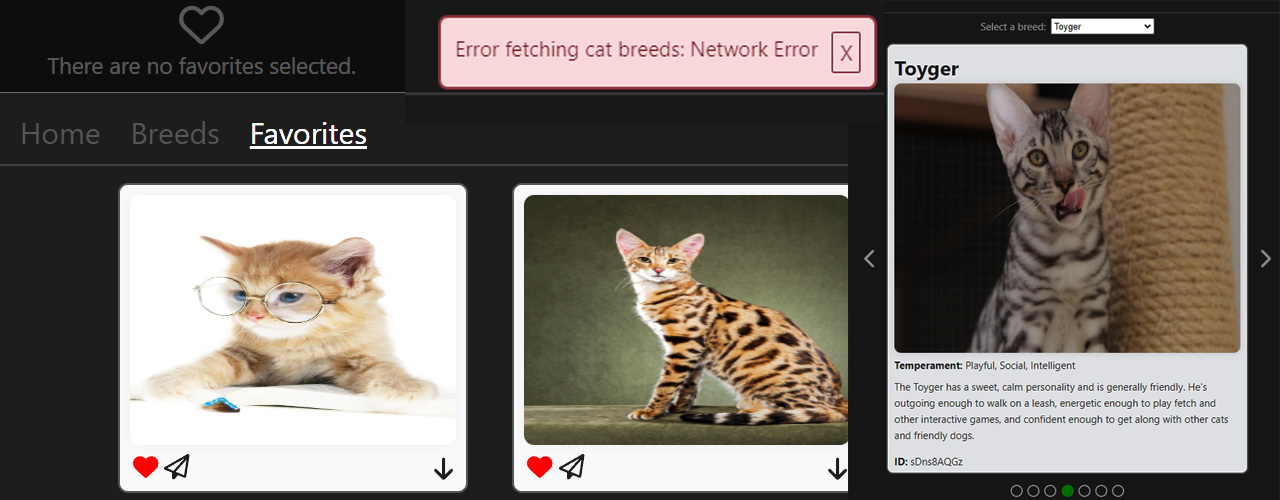 There are no favorites selected.
Home Breeds Favorites
Error fetching cat breeds: Network Error X
Select a breed: Toyger
Toyger
Temperament: Playful, Social, Intelligent
The Toyger has a sweet, calm personality and is generally friendly. He's
outgoing enough to walk on a leash, energetic enough to play fetch and
other interactive games, and confident enough to get along with other cats
and friendly dogs.
ID: sDns8AQGz